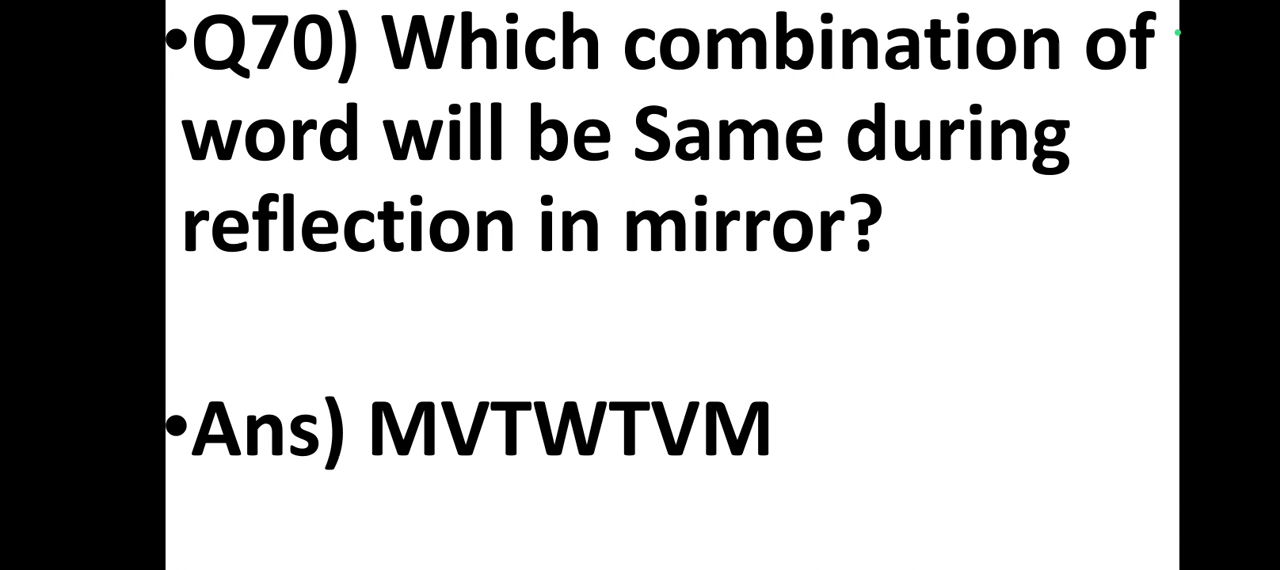 •Q70) Which combination of
word will be Same during
reflection in mirror?
•Ans) MVTWTVM